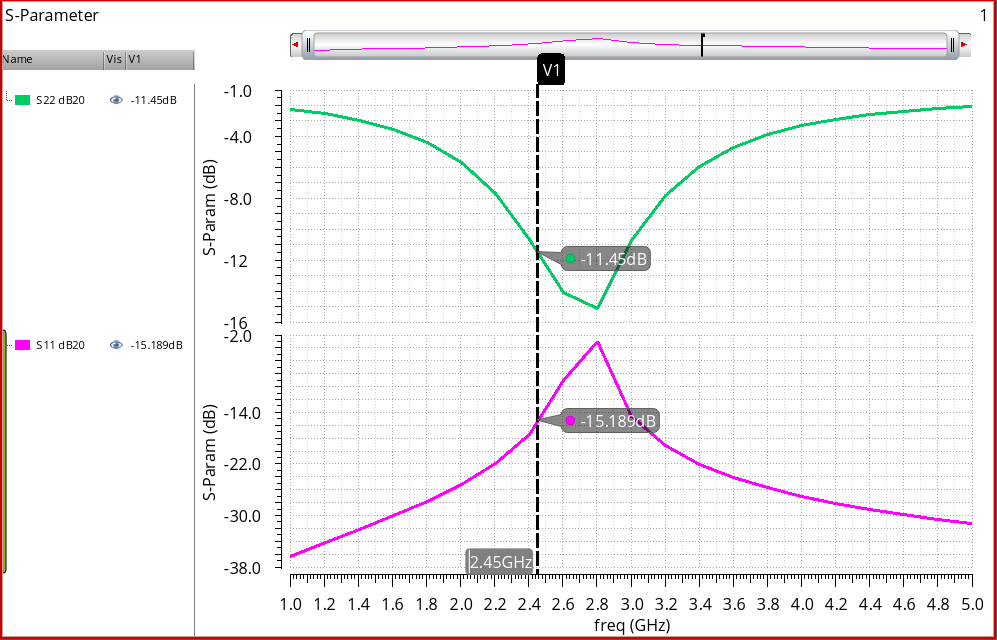 S-Parameter 1
Name Vis V1
S22 dB20 -11.45dB
S11 dB20 -15.189dB
V1
S-Param (dB)
-1.0
-4.0
-8.0
-12
-16
-11.45dB
S-Param (dB)
-2.0
-14.0
-22.0
-30.0
-38.0
-15.189dB
2.45GHz
1.0 1.2 1.4 1.6 1.8 2.0 2.2 2.4 2.6 2.8 3.0 3.2 3.4 3.6 3.8 4.0 4.2 4.4 4.6 4.8 5.0
freq (GHz)